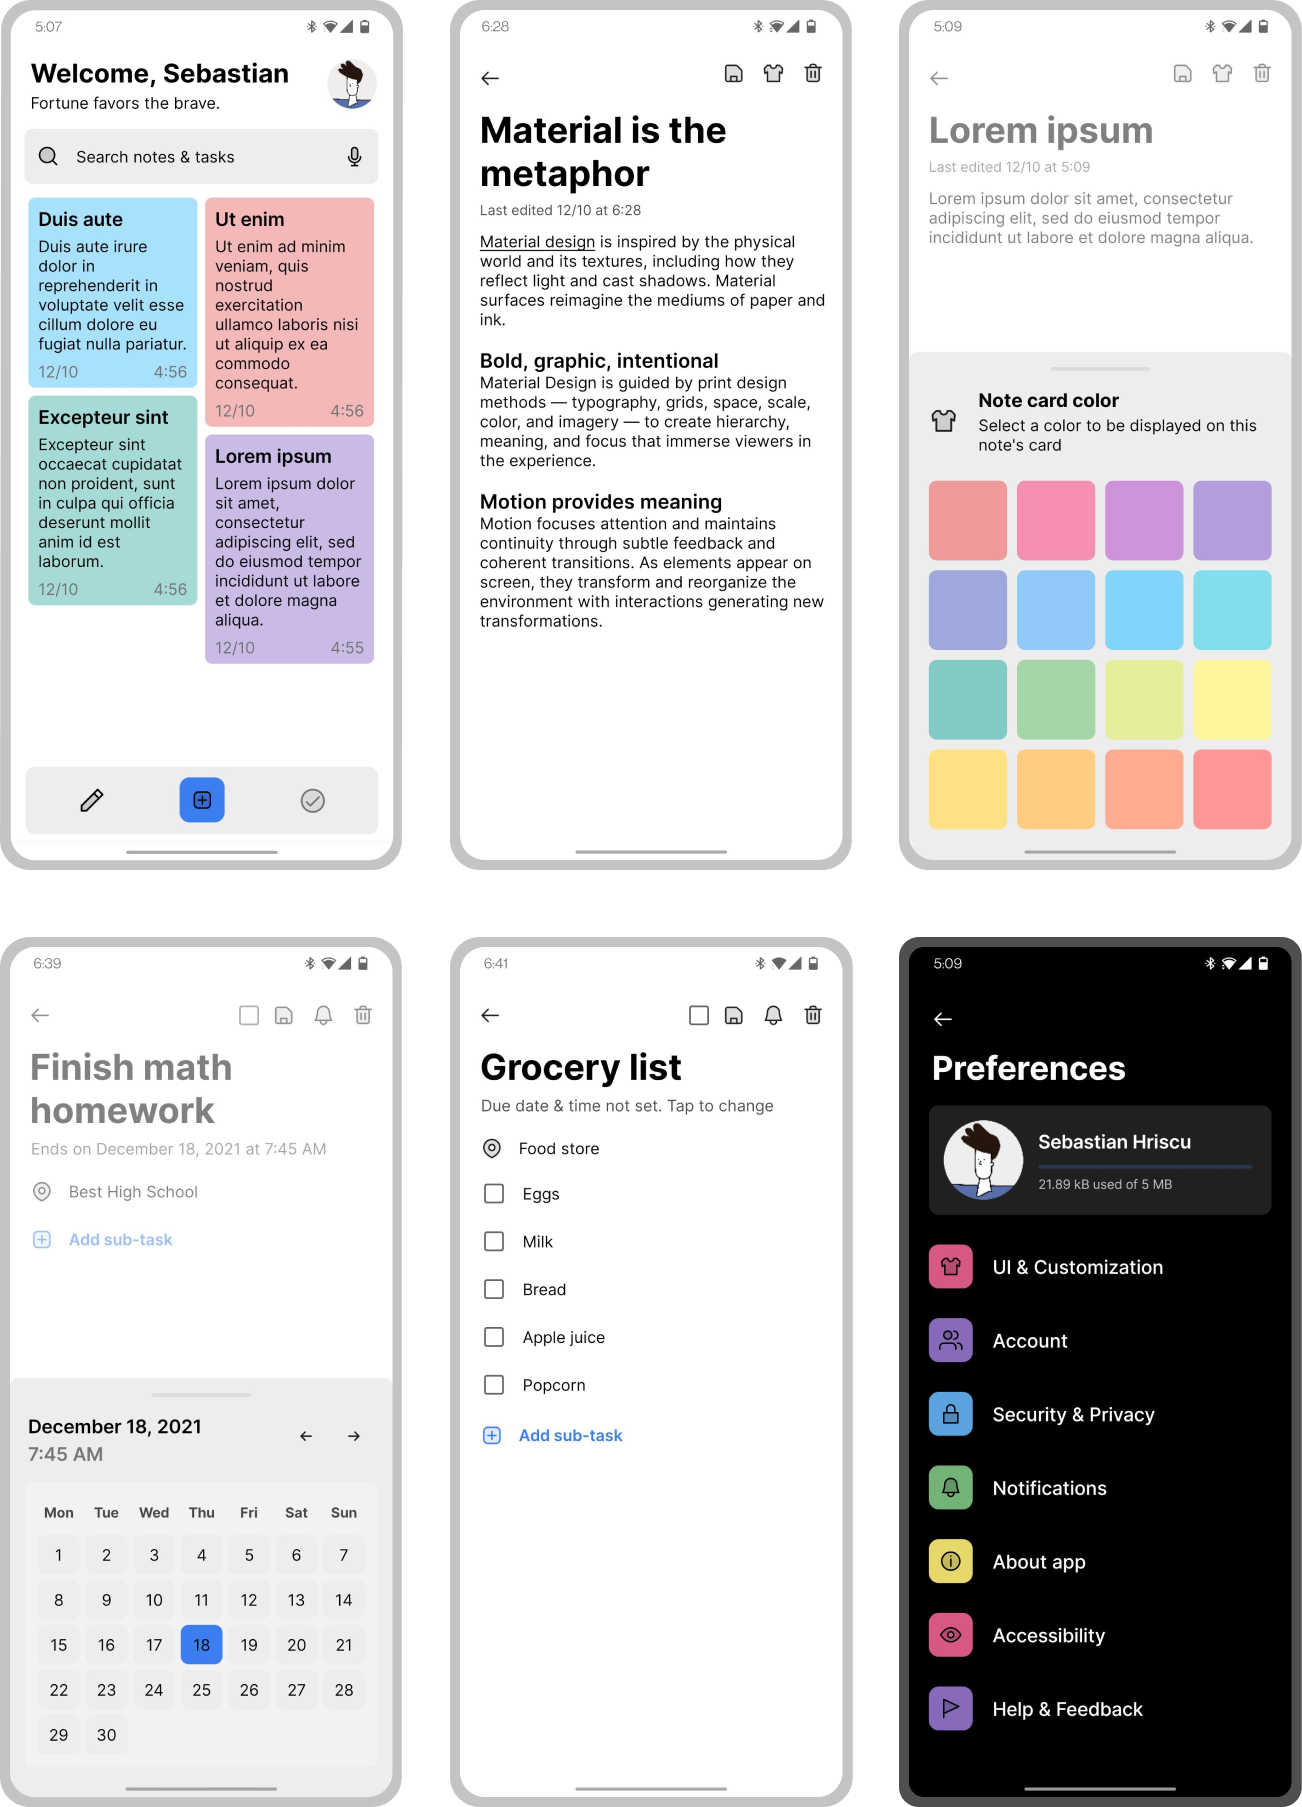 5:07
Welcome, Sebastian
Fortune favors the brave.
Search notes & tasks
Duis aute
Duis aute irure
dolor in
reprehenderit in
voluptate velit esse
cillum dolore eu
fugiat nulla pariatur.
12/10 4:56
Excepteur sint
Excepteur sint
occaecat cupidatat
non proident, sunt
in culpa qui officia
deserunt mollit
anim id est
laborum.
12/10 4:56
Ut enim
Ut enim ad minim
veniam, quis
nostrud
exercitation
ullamco laboris nisi
ut aliquip ex ea
commodo
consequat.
12/10 4:56
Lorem ipsum
Lorem ipsum dolor
sit amet,
consectetur
adipiscing elit, sed
do eiusmod tempor
incididunt ut labore
et dolore magna
aliqua.
12/10 4:55
6:28
Material is the
metaphor
Last edited 12/10 at 6:28
Material design is inspired by the physical
world and its textures, including how they
reflect light and cast shadows. Material
surfaces reimagine the mediums of paper and
ink.
Bold, graphic, intentional
Material Design is guided by print design
methods — typography, grids, space, scale,
color, and imagery — to create hierarchy,
meaning, and focus that immerse viewers in
the experience.
Motion provides meaning
Motion focuses attention and maintains
continuity through subtle feedback and
coherent transitions. As elements appear on
screen, they transform and reorganize the
environment with interactions generating new
transformations.
5:09
Lorem ipsum
Last edited 12/10 at 5:09
Lorem ipsum dolor sit amet, consectetur
adipiscing elit, sed do eiusmod tempor
incididunt ut labore et dolore magna aliqua.
Note card color
Select a color to be displayed on this
note's card
6:39
Finish math
homework
Ends on December 18, 2021 at 7:45 AM
Best High School
Add sub-task
December 18, 2021
7:45 AM
Mon Tue Wed Thu Fri Sat Sun
1 2 3 4 5 6 7
8 9 10 11 12 13 14
15 16 17 18 19 20 21
22 23 24 25 26 27 28
29 30
6:41
Grocery list
Due date & time not set. Tap to change
Food store
Eggs
Milk
Bread
Apple juice
Popcorn
Add sub-task
5:09
Preferences
Sebastian Hriscu
21.89 kB used of 5 MB
UI & Customization
Account
Security & Privacy
Notifications
About app
Accessibility
Help & Feedback